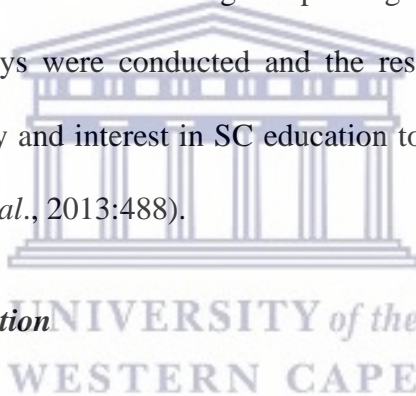 ys were conducted and the res
y and interest in SC education to
al., 2013:488).
tion
UNIVERSITY of the
WESTERN CAPE